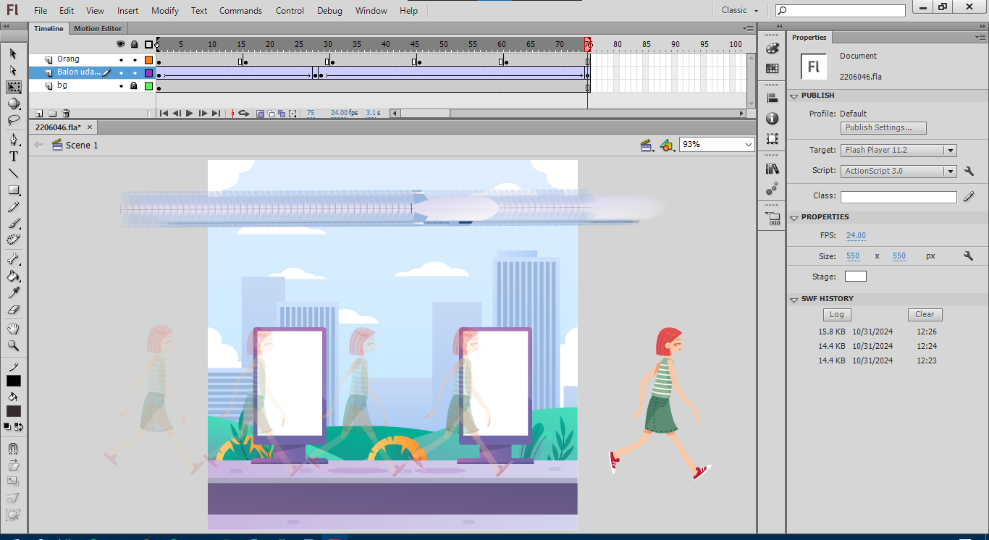 Fl File Edit View Insert Modify Text Commands Control Debug Window Help Classic
Timeline Motion Editor
5 10 15 20 25 30 35 40 45 50 55 60 65 70 75 80 85 90 95 100
Orang
Balon uda...
bg
75 24.00 fps 3.1 s
2206046.fla*
Scene 1 93%
Properties
Fl
Document
2206046.fla
PUBLISH
Profile: Default
Publish Settings...
Target: Flash Player 11.2
Script: ActionScript 3.0
Class:
PROPERTIES
FPS: 24.00
Size: 550 x 550 px
Stage:
SWF HISTORY
Log Clear
15.8 KB 10/31/2024 12:26
14.4 KB 10/31/2024 12:24
14.4 KB 10/31/2024 12:23